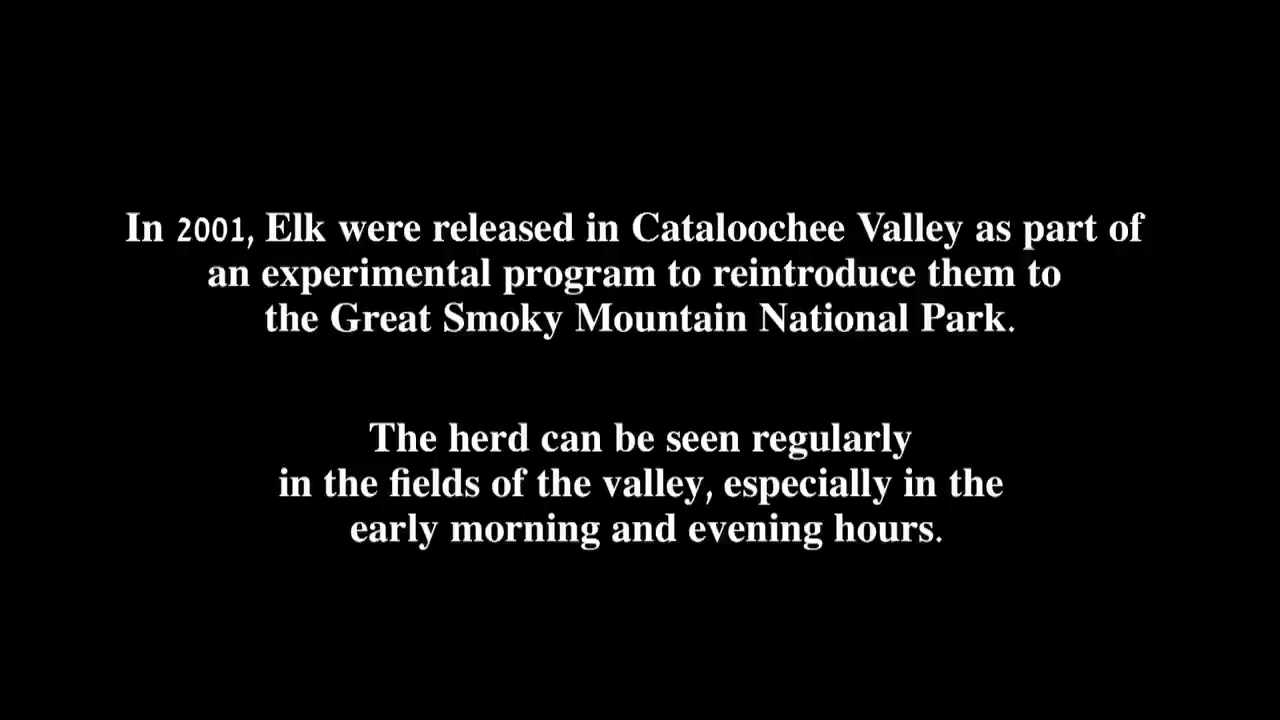 In 2001, Elk were released in Cataloochee Valley as part of
an experimental program to reintroduce them to
the Great Smoky Mountain National Park.
The herd can be seen regularly
in the fields of the valley, especially in the
early morning and evening hours.